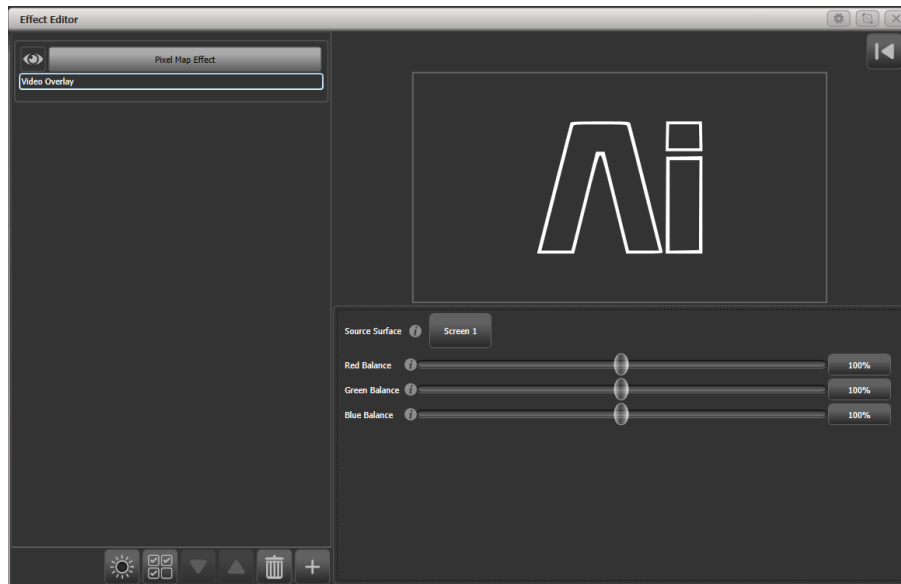 Effect Editor
Pixel Map Effect
Video Overlay
Ai
Source Surface i Screen 1
Red Balance i 100%
Green Balance i 100%
Blue Balance i 100%